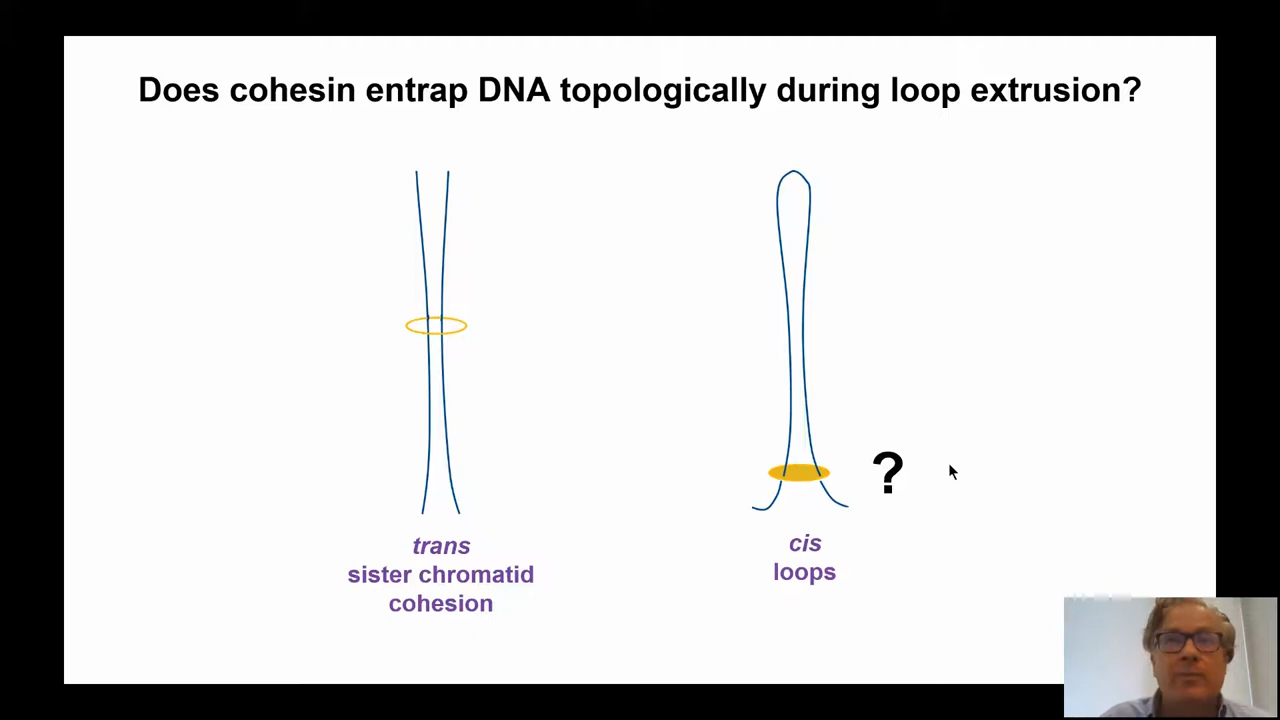 Does cohesin entrap DNA topologically during loop extrusion?
?
trans
sister chromatid
cohesion
cis
loops